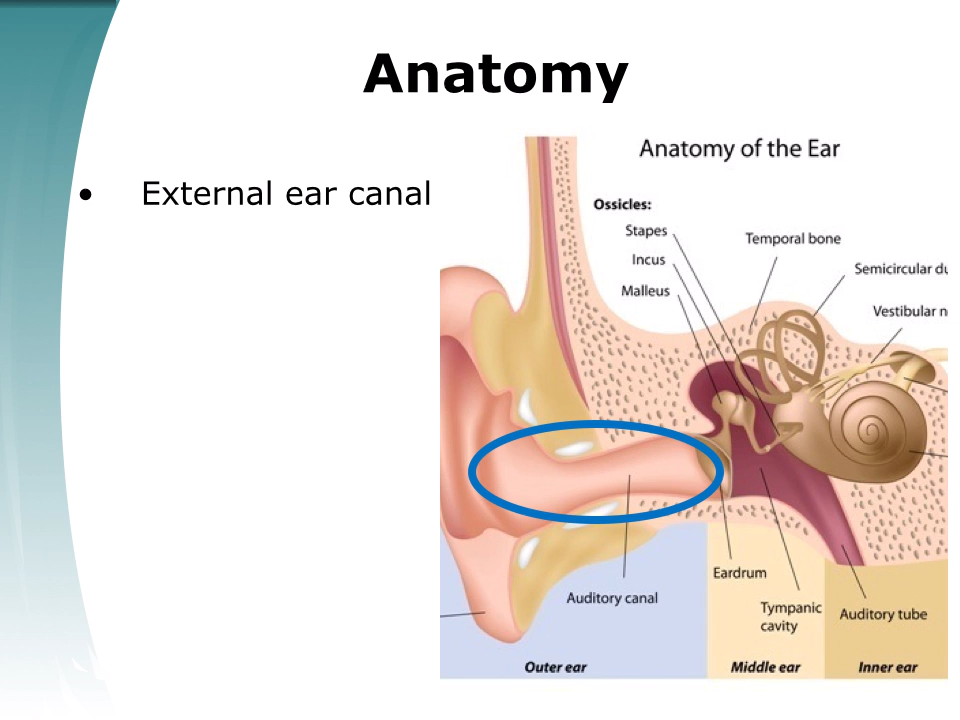 Anatomy
• External ear canal
Anatomy of the Ear
Ossicles:
Stapes
Incus
Malleus
Temporal bone
Semicircular du
Vestibular n
Eardrum
Auditory canal
Tympanic
cavity
Auditory tube
Outer ear
Middle ear
Inner ear